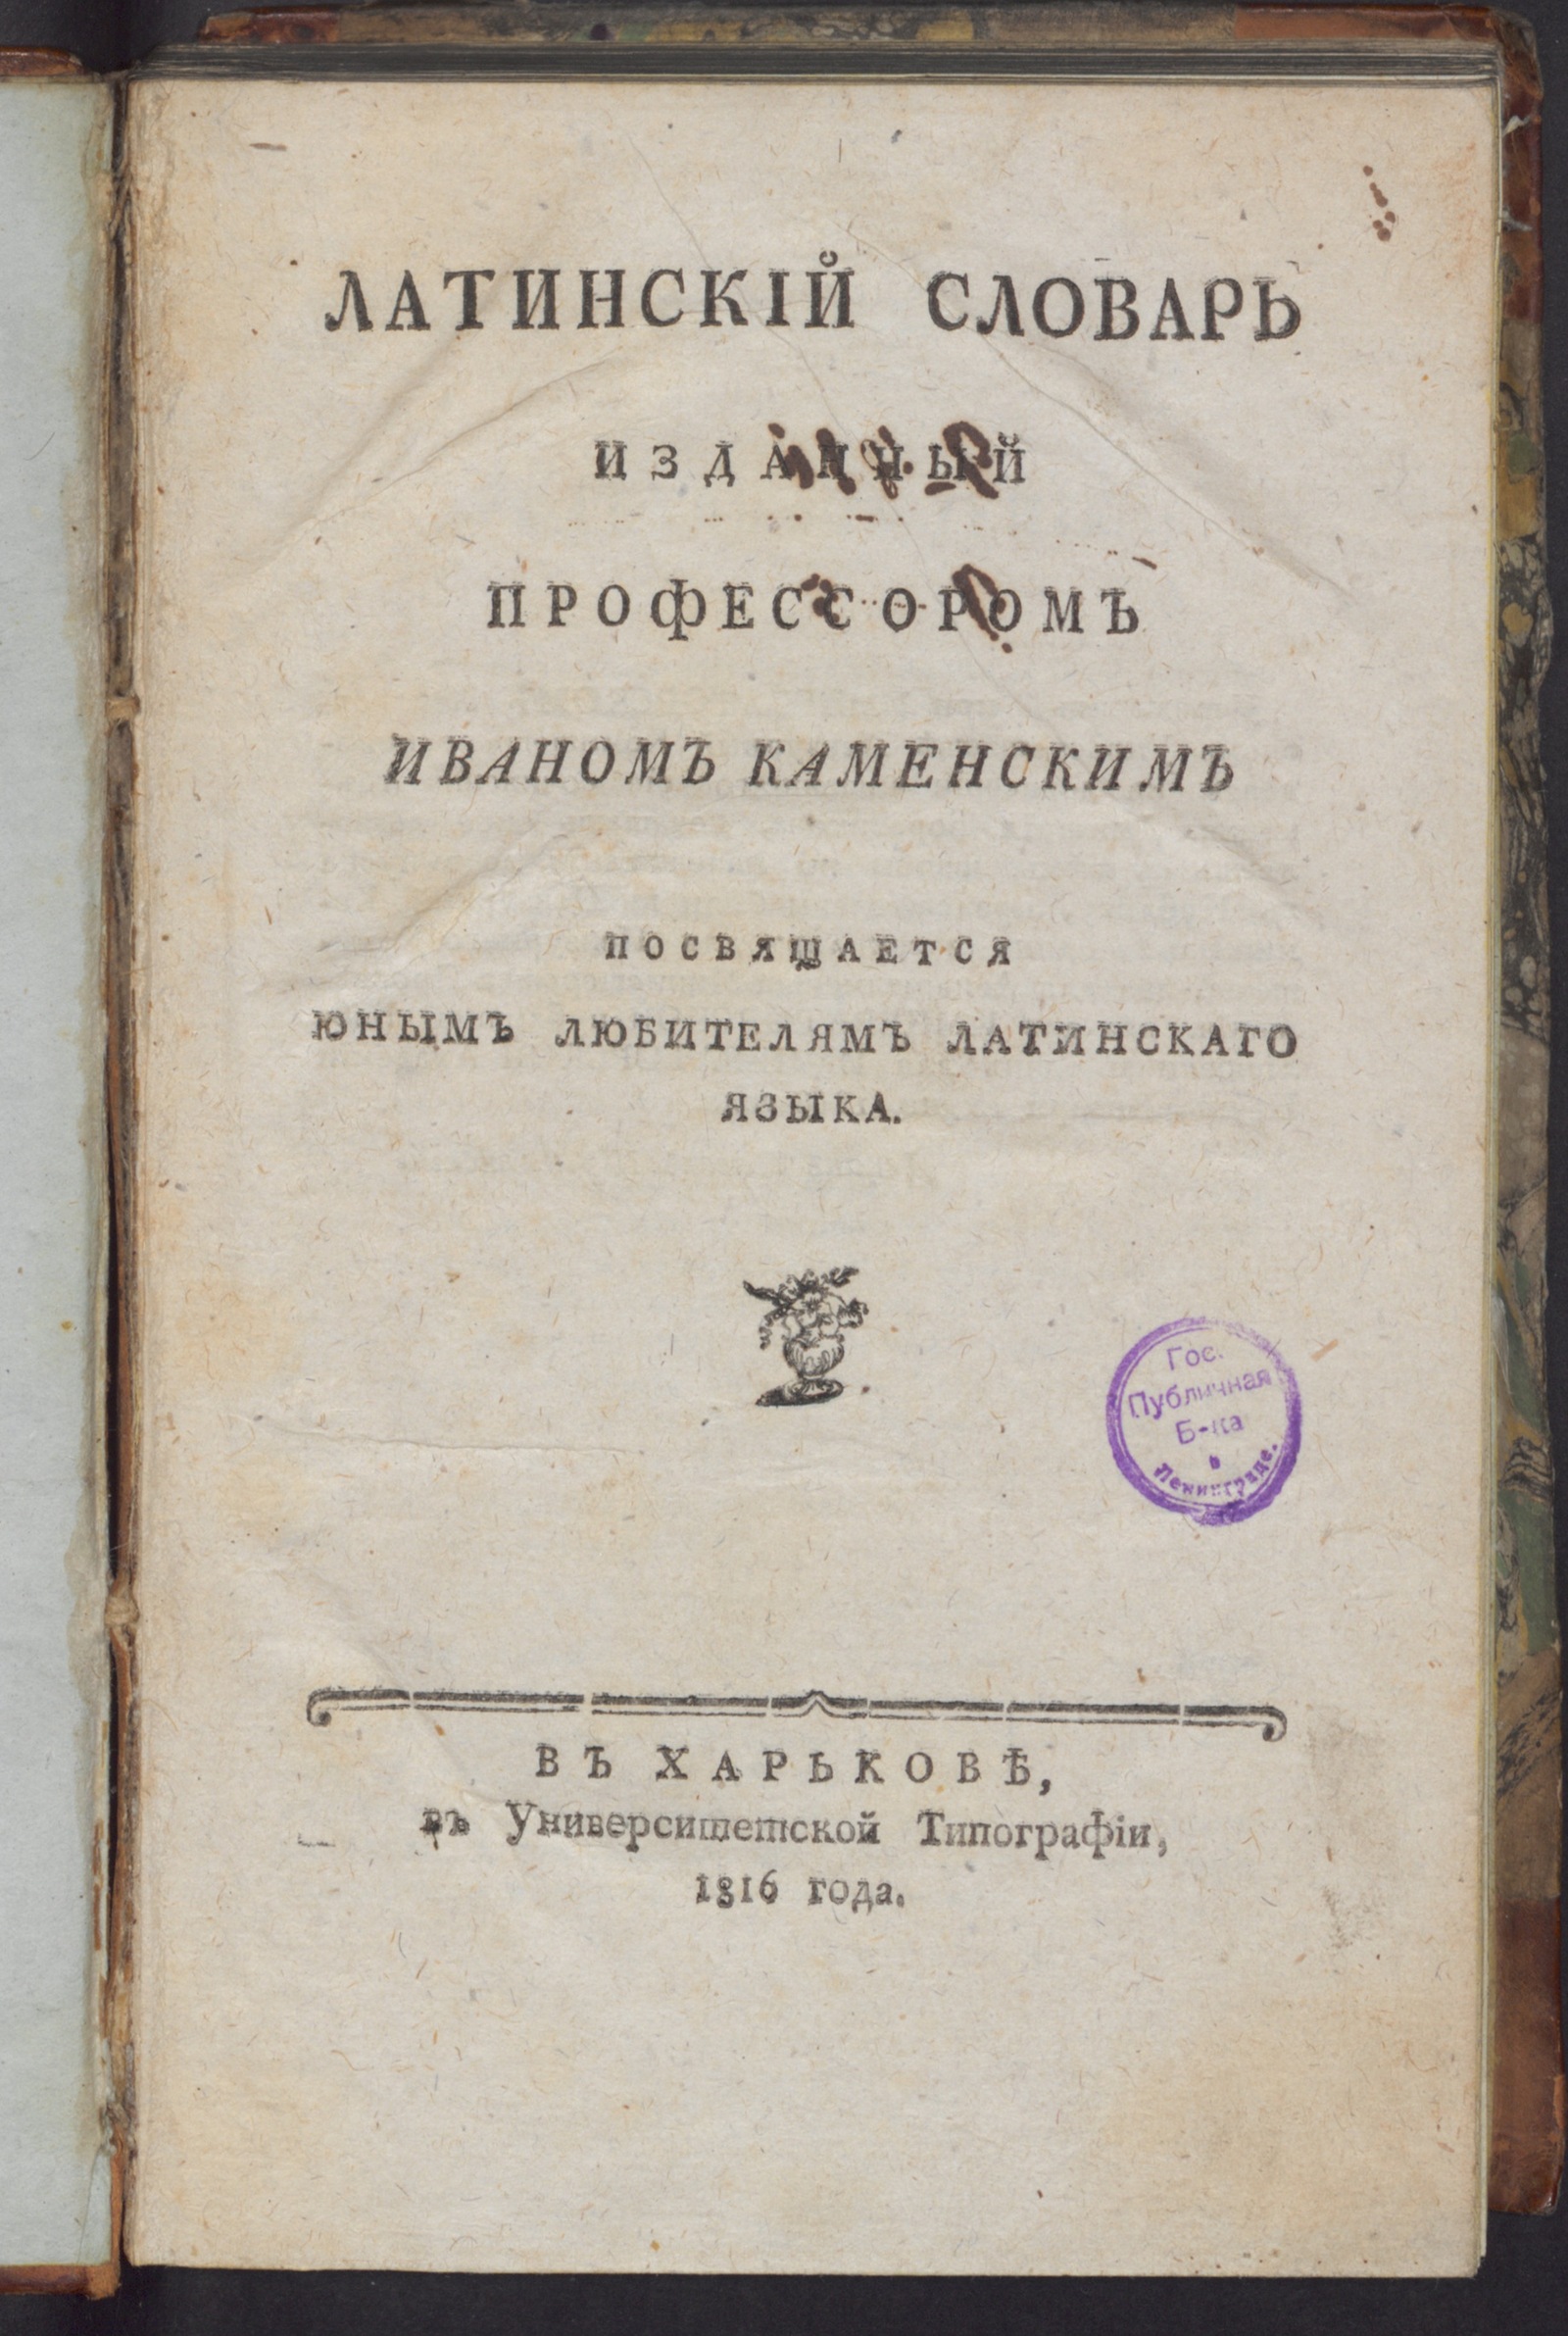 ЛАТИНСКІЙ СЛОВАРЬ
ИЗДАННЫЙ
ПРОФЕССОРОМЪ
ИВАНОМЪ КАМЕНСКИМЪ
ПОСВЯЩАЕТСЯ
ЮНЫМЪ ЛЮБИТЕЛЯМЪ ЛАТИНСКАГО
ЯЗЫКА.
Гос.
Публичная
Б-ка
в
Ленинграде.
ВЪ ХАРЬКОВѢ,
въ Университетской Типографіи,
1816 года.